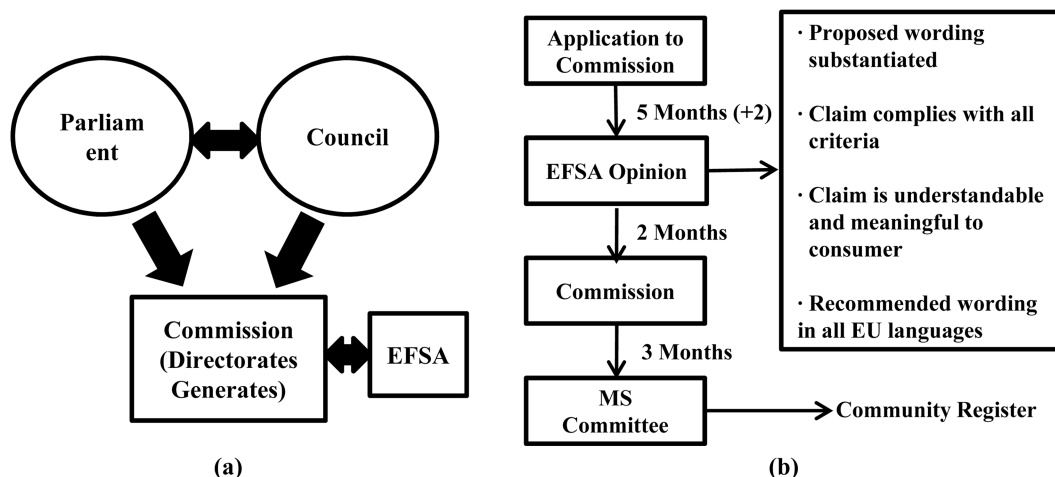 Parliam
ent
Council
Commission
(Directorates
Generates)
EFSA
(a)
Application to
Commission
5 Months (+2)
EFSA Opinion
2 Months
Commission
3 Months
MS
Committee
Community Register
· Proposed wording
substantiated
· Claim complies with all
criteria
· Claim is understandable
and meaningful to
consumer
· Recommended wording
in all EU languages
(b)